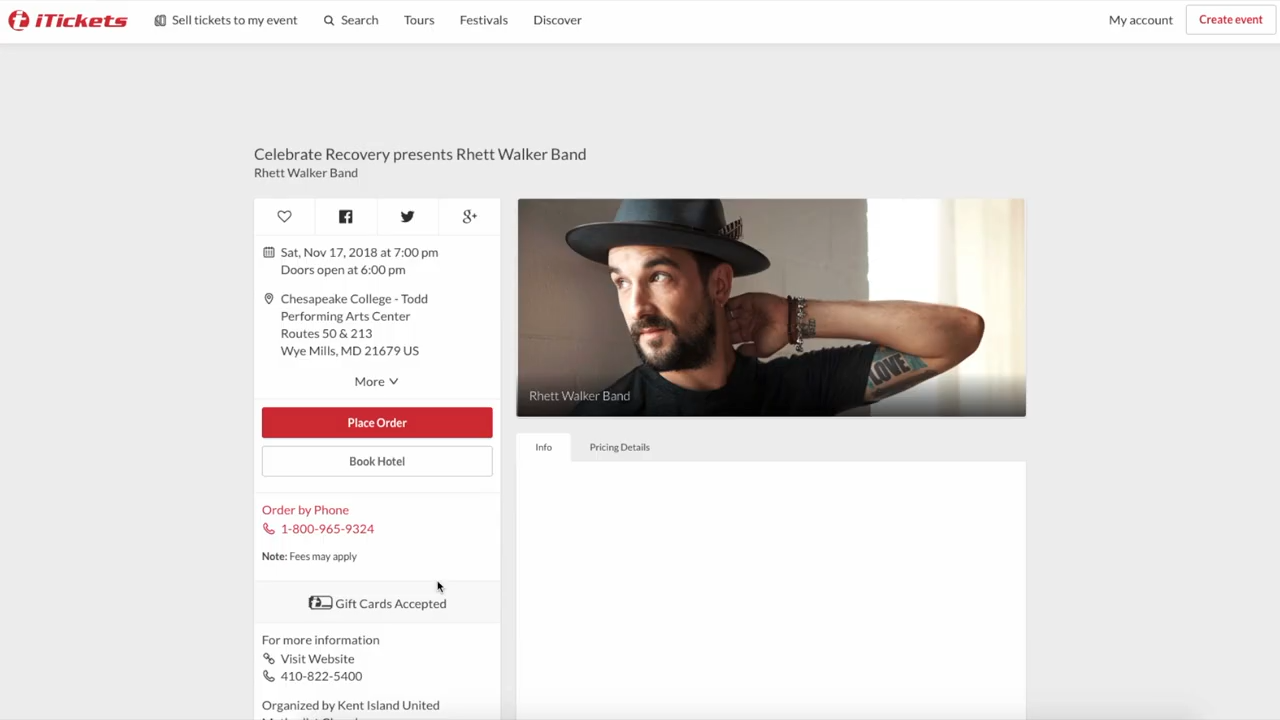 iTickets
Sell tickets to my event
Search
Tours
Festivals
Discover
My account
Create event
Celebrate Recovery presents Rhett Walker Band
Rhett Walker Band
g+
Sat, Nov 17, 2018 at 7:00 pm
Doors open at 6:00 pm
Chesapeake College - Todd
Performing Arts Center
Routes 50 & 213
Wye Mills, MD 21679 US
More
Place Order
Book Hotel
Order by Phone
1-800-965-9324
Note: Fees may apply
Gift Cards Accepted
For more information
Visit Website
410-822-5400
Organized by Kent Island United
LOVE
Rhett Walker Band
Info
Pricing Details